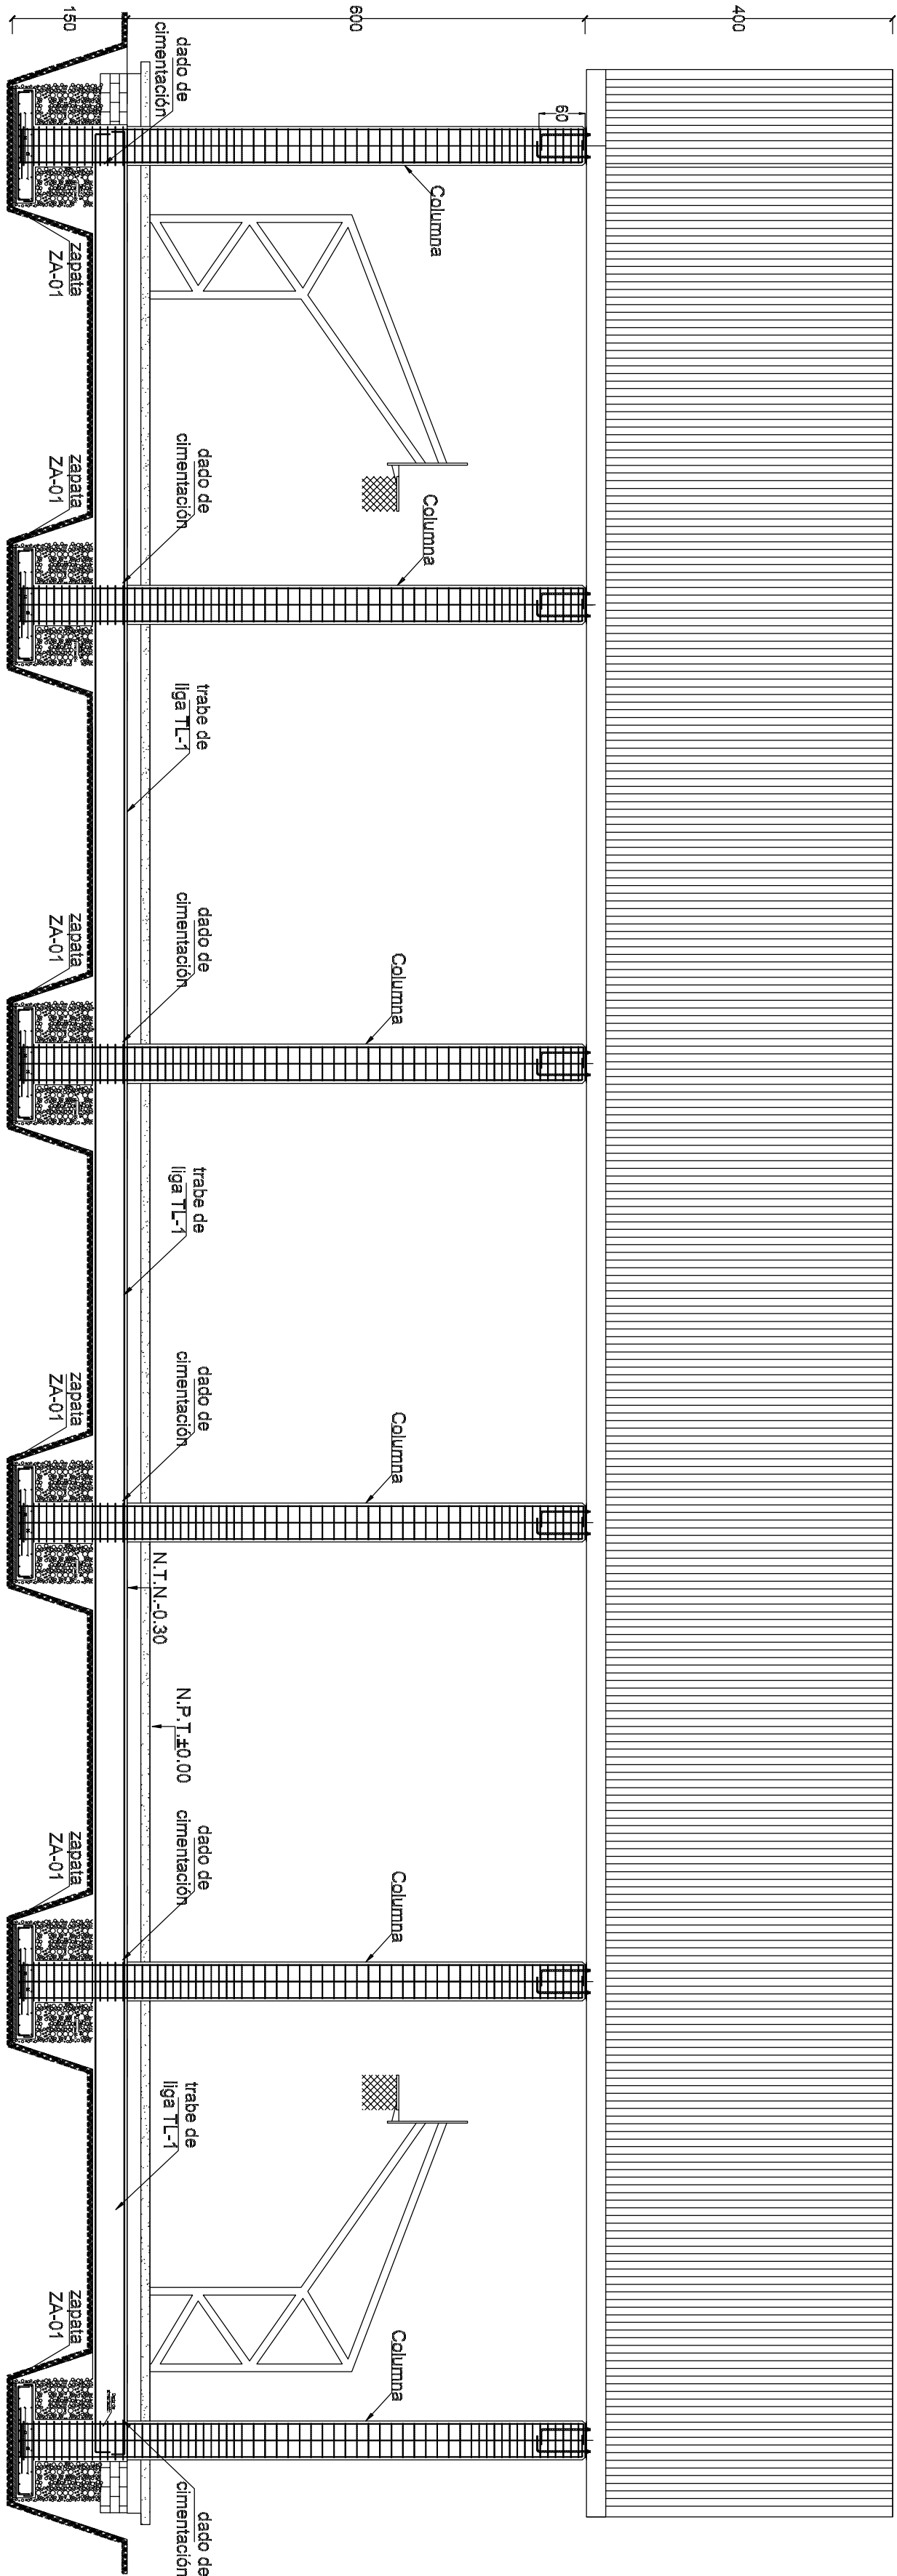 400
600
150
60
dado de
cimentación
Columna
zapata
ZA-01
zapata
ZA-01
dado de
cimentación
Columna
trabe de
liga TL-1
zapata
ZA-01
dado de
cimentación
Columna
trabe de
liga TL-1
zapata
ZA-01
dado de
cimentación
Columna
N.T.N.-0.30
N.P.T.±0.00
zapata
ZA-01
dado de
cimentación
Columna
trabe de
liga TL-1
zapata
ZA-01
Columna
dado de
cimentación